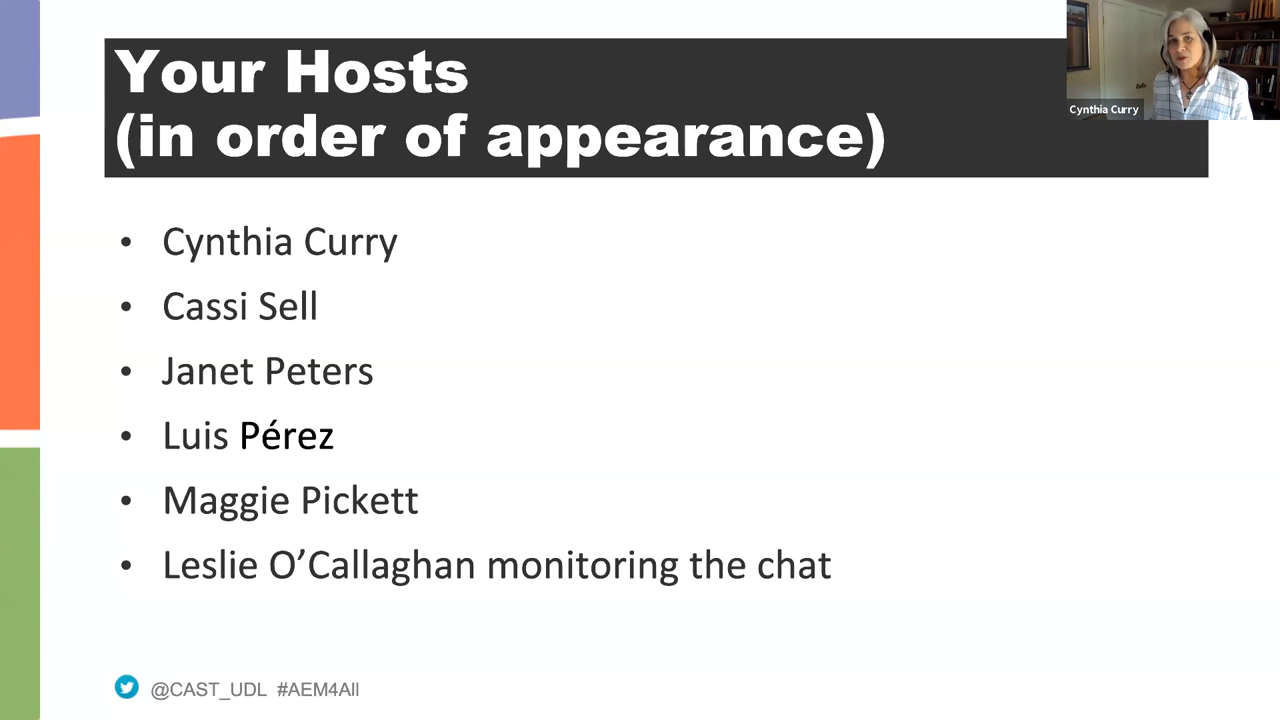 Your Hosts
(in order of appearance)
Cynthia Curry
• Cynthia Curry
• Cassi Sell
• Janet Peters
• Luis Pérez
• Maggie Pickett
• Leslie O’Callaghan monitoring the chat
@CAST_UDL #AEM4All